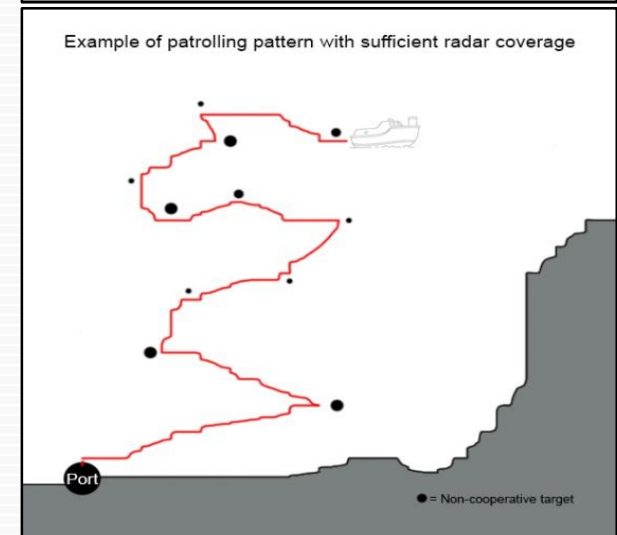 Example of patrolling pattern with sufficient radar coverage
Port
= Non-cooperative target